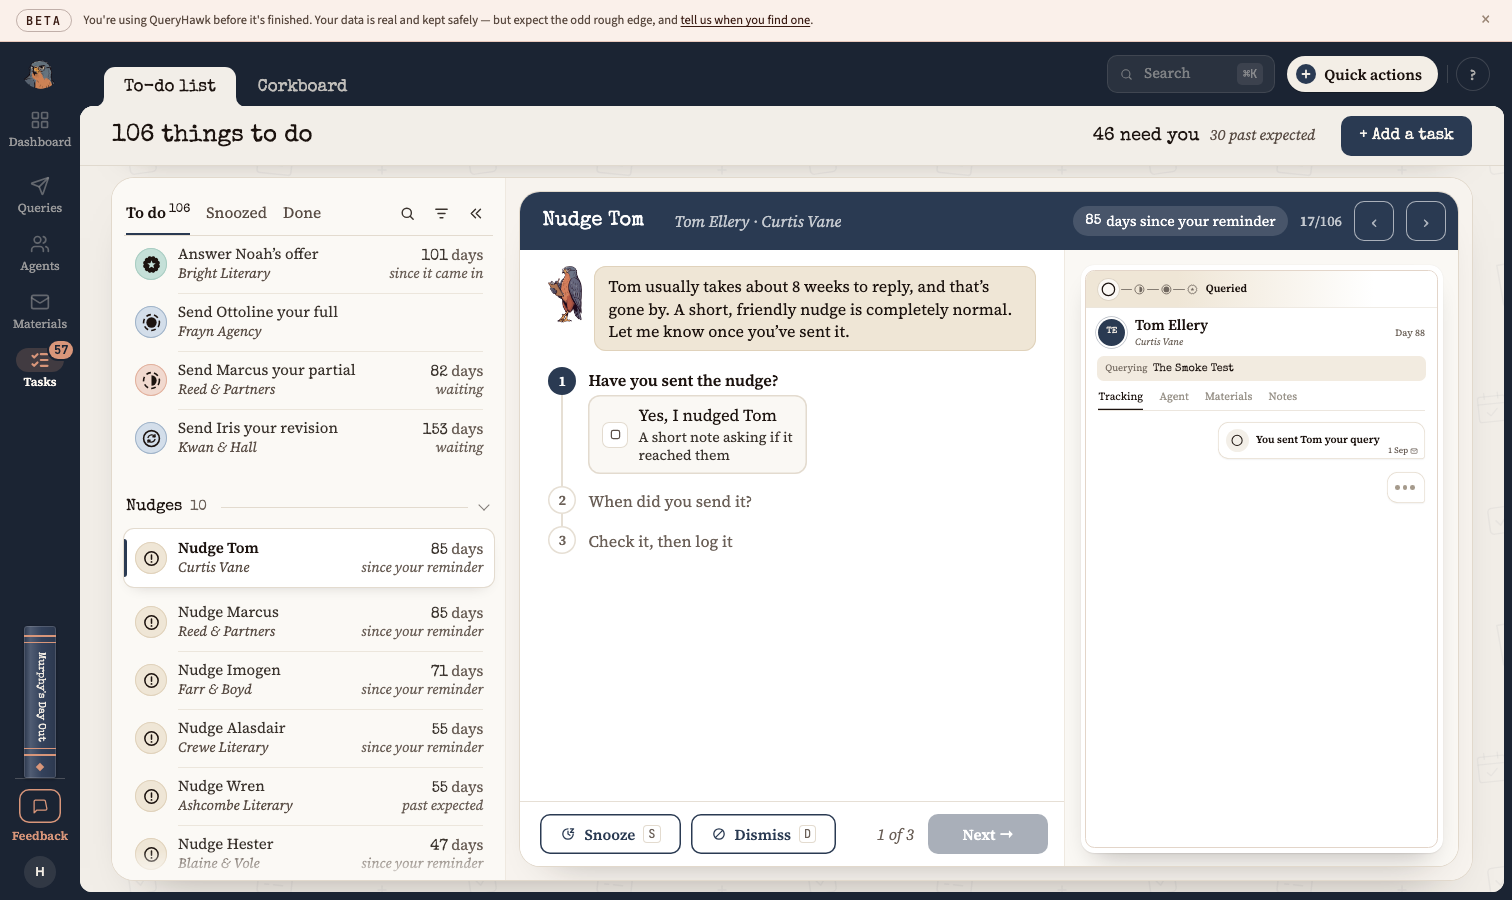 BETA
You're using QueryHawk before it's finished. Your data is real and kept safely — but expect the odd rough edge, and tell us when you find one.
×
To-do list
Corkboard
Search
⌘K
+ Quick actions
?
Dashboard
Queries
Agents
Materials
57
Tasks
Murphy's Day Out
Feedback
H
106 things to do
46 need you
30 past expected
+ Add a task
To do 106
Snoozed
Done
Answer Noah's offer
101 days
Bright Literary
since it came in
Send Ottoline your full
Frayn Agency
Send Marcus your partial
82 days
Reed & Partners
waiting
Send Iris your revision
153 days
Kwan & Hall
waiting
Nudges 10
Nudge Tom
85 days
Curtis Vane
since your reminder
Nudge Marcus
85 days
Reed & Partners
since your reminder
Nudge Imogen
71 days
Farr & Boyd
since your reminder
Nudge Alasdair
55 days
Crewe Literary
since your reminder
Nudge Wren
55 days
Ashcombe Literary
past expected
Nudge Hester
47 days
Blaine & Vole
since your reminder
Nudge Tom
Tom Ellery · Curtis Vane
85 days since your reminder
17/106
‹
›
Tom usually takes about 8 weeks to reply, and that's
gone by. A short, friendly nudge is completely normal.
Let me know once you've sent it.
1
Have you sent the nudge?
Yes, I nudged Tom
A short note asking if it
reached them
2
When did you send it?
3
Check it, then log it
Snooze S
Dismiss D
1 of 3
Next →
Queried
TE
Tom Ellery
Curtis Vane
Day 88
Querying The Smoke Test
Tracking
Agent
Materials
Notes
You sent Tom your query
1 Sep